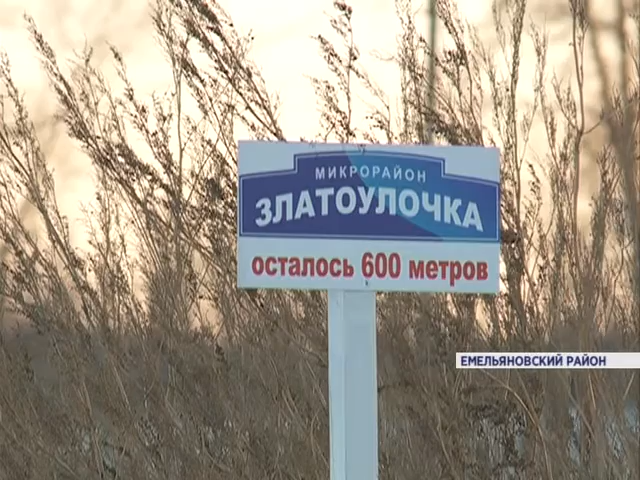 МИКРОРАЙОН
ЗЛАТОУЛОЧКА
осталось 600 метров
ЕМЕЛЬЯНОВСКИЙ РАЙОН